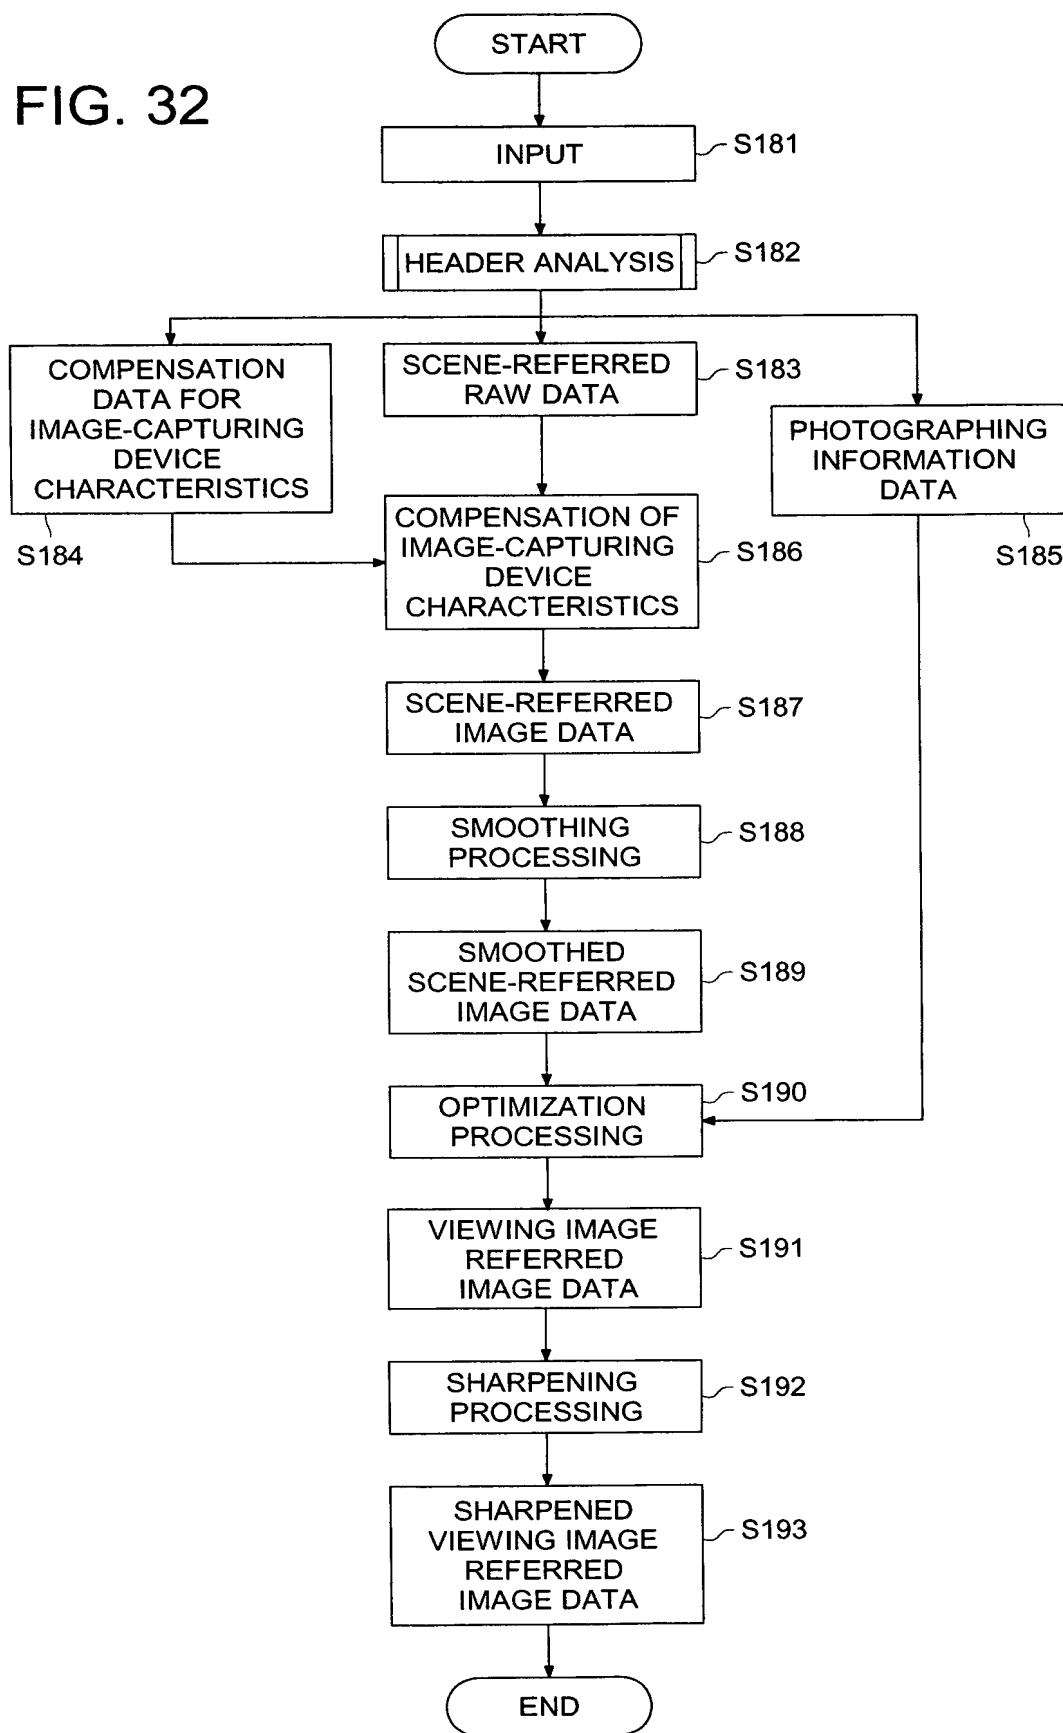 FIG. 32
START
INPUT
S181
HEADER ANALYSIS
S182
COMPENSATION
DATA FOR
IMAGE-CAPTURING
DEVICE
CHARACTERISTICS
S184
SCENE-REFERRED
RAW DATA
S183
PHOTOGRAPHING
INFORMATION
DATA
S185
COMPENSATION OF
IMAGE-CAPTURING
DEVICE
CHARACTERISTICS
S186
SCENE-REFERRED
IMAGE DATA
S187
SMOOTHING
PROCESSING
S188
SMOOTHED
SCENE-REFERRED
IMAGE DATA
S189
OPTIMIZATION
PROCESSING
S190
VIEWING IMAGE
REFERRED
IMAGE DATA
S191
SHARPENING
PROCESSING
S192
SHARPENED
VIEWING IMAGE
REFERRED
IMAGE DATA
S193
END